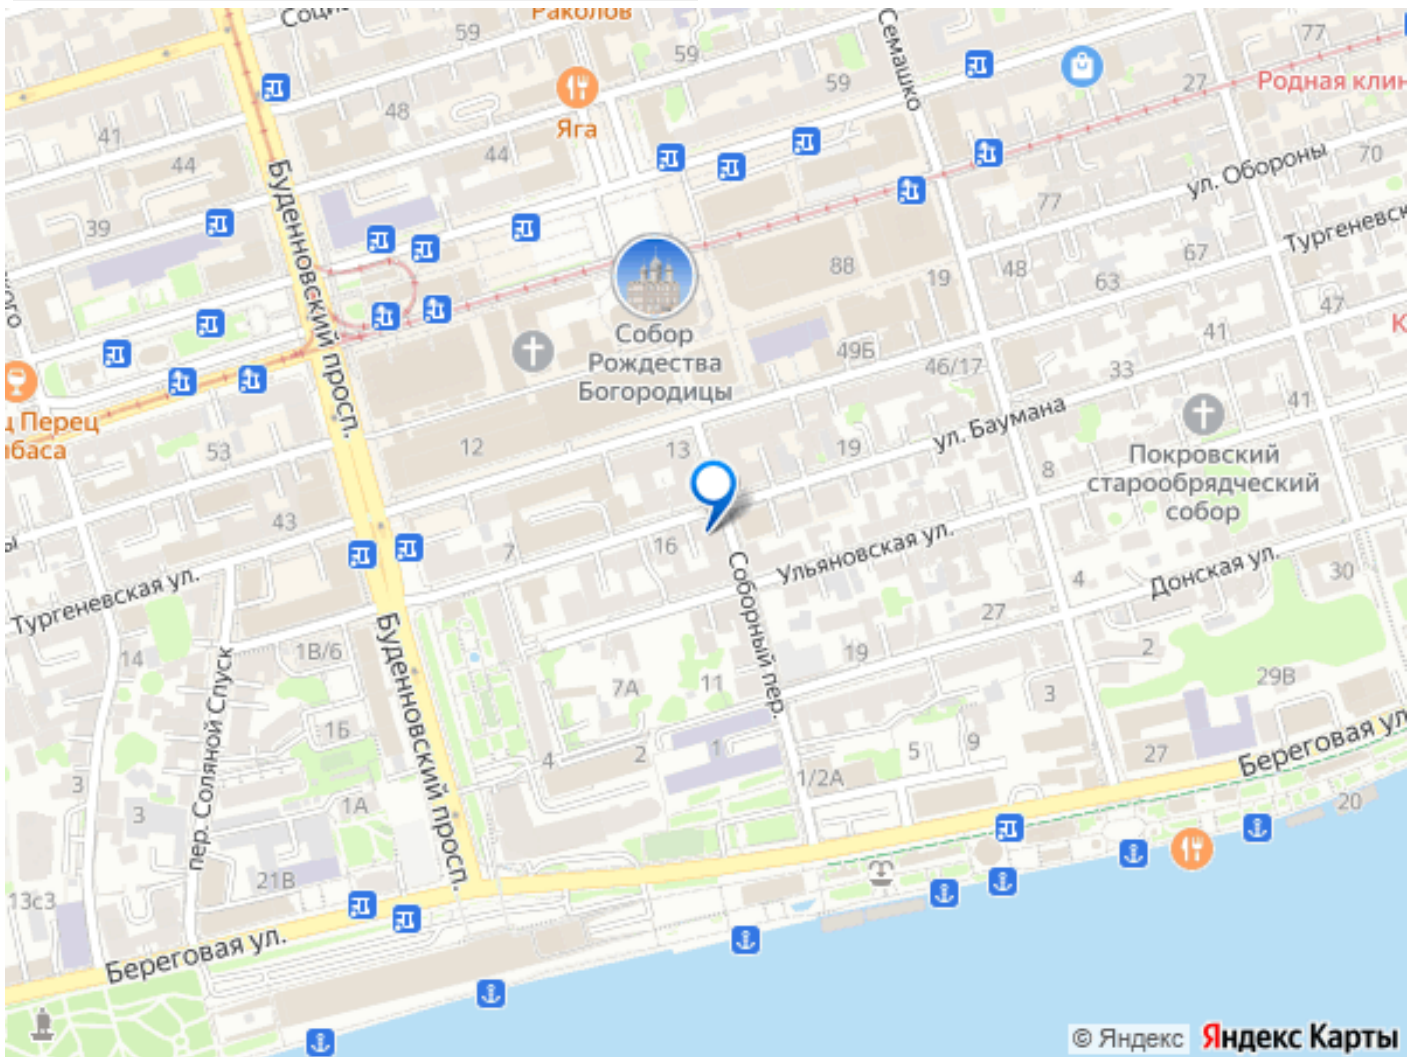 Раколов
59
59
77
Семашко
59
27
Родная клин
48
Яга
41
44
44
ул. Обороны
70
77
39
Буденновский просп.
Тургеневск
67
88
48
63
19
47
Собор
Рождества
Богородицы
49Б
41
46/17
33
41
ц Перец
53
12
13
19
ул. Баумана
8
Покровский
старообрядческий
собор
43
7
16
Ульяновская ул.
Соборный пер.
Донская ул.
30
4
Тургеневская ул.
27
14
1В/6
19
2
29В
7А
11
3
пер. Соляной Спуск
Буденновский просп.
1Б
4
2
1
5
9
27
Береговая ул.
3
3
1А
1/2А
20
21В
13с3
Береговая ул.
© Яндекс Яндекс Карты